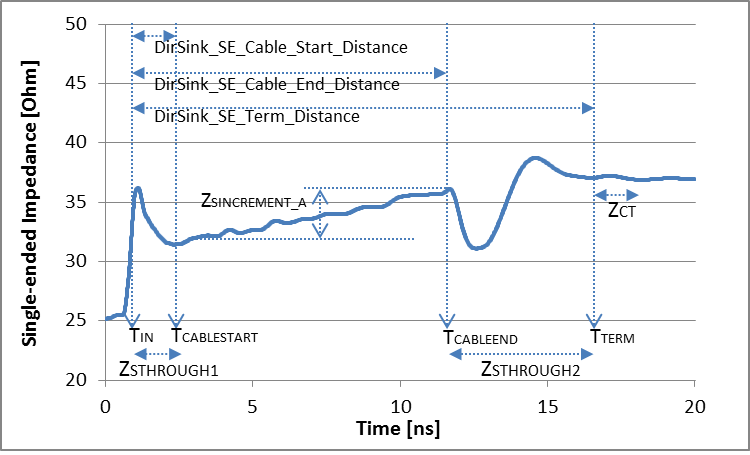 50
DirSink_SE_Cable_Start_Distance
45
DirSink_SE_Cable_End_Distance
DirSink_SE_Term_Distance
40
Single-ended Impedance [Ohm]
35
ZSINCREMENT_A
ZCT
30
25
TIN
TCABLESTART
TCABLEEND
TTERM
ZSTHROUGH1
ZSTHROUGH2
20
0 5 10 15 20
Time [ns]